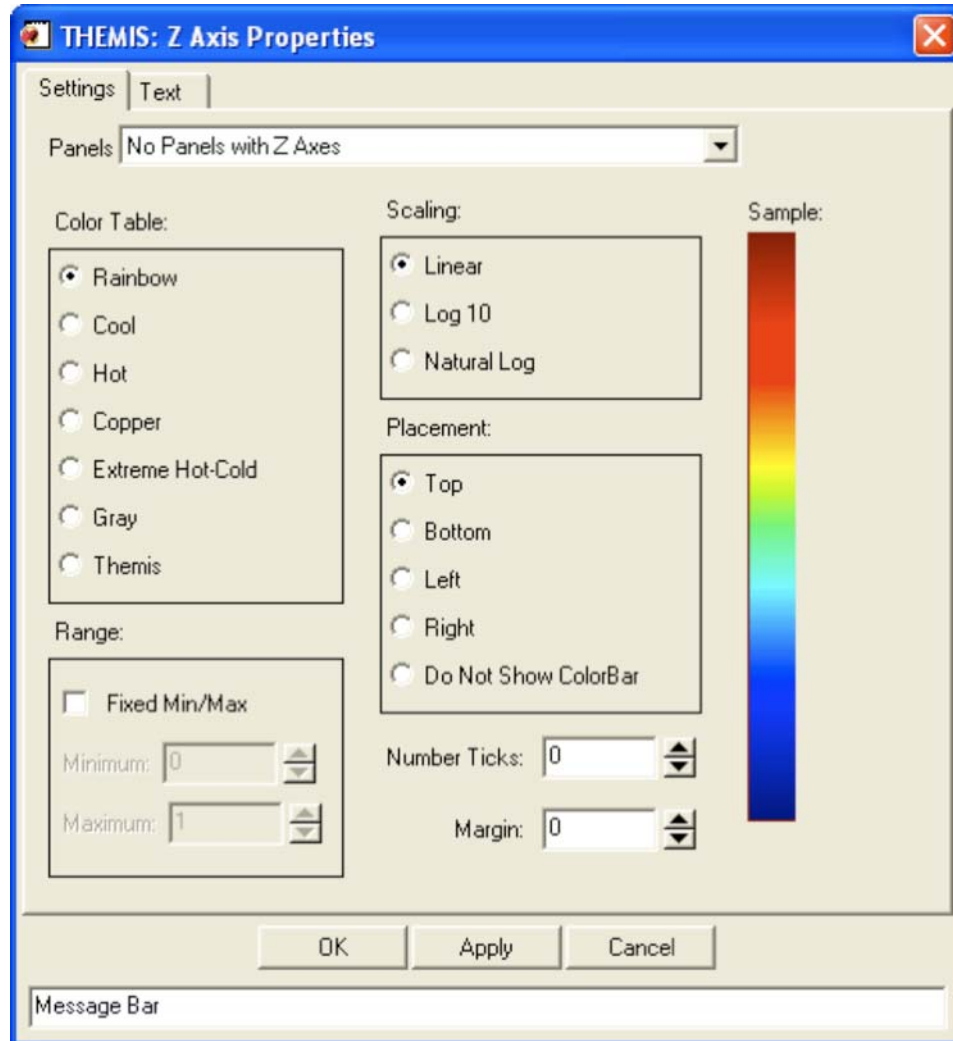 THEMIS: Z Axis Properties
Settings
Text
Panels
No Panels with Z Axes
Color Table:
Rainbow
Cool
Hot
Copper
Extreme Hot-Cold
Gray
Themis
Range:
Fixed Min/Max
Minimum: 0
Maximum: 1
Scaling:
Linear
Log 10
Natural Log
Placement:
Top
Bottom
Left
Right
Do Not Show ColorBar
Number Ticks: 0
Margin: 0
Sample:
OK
Apply
Cancel
Message Bar